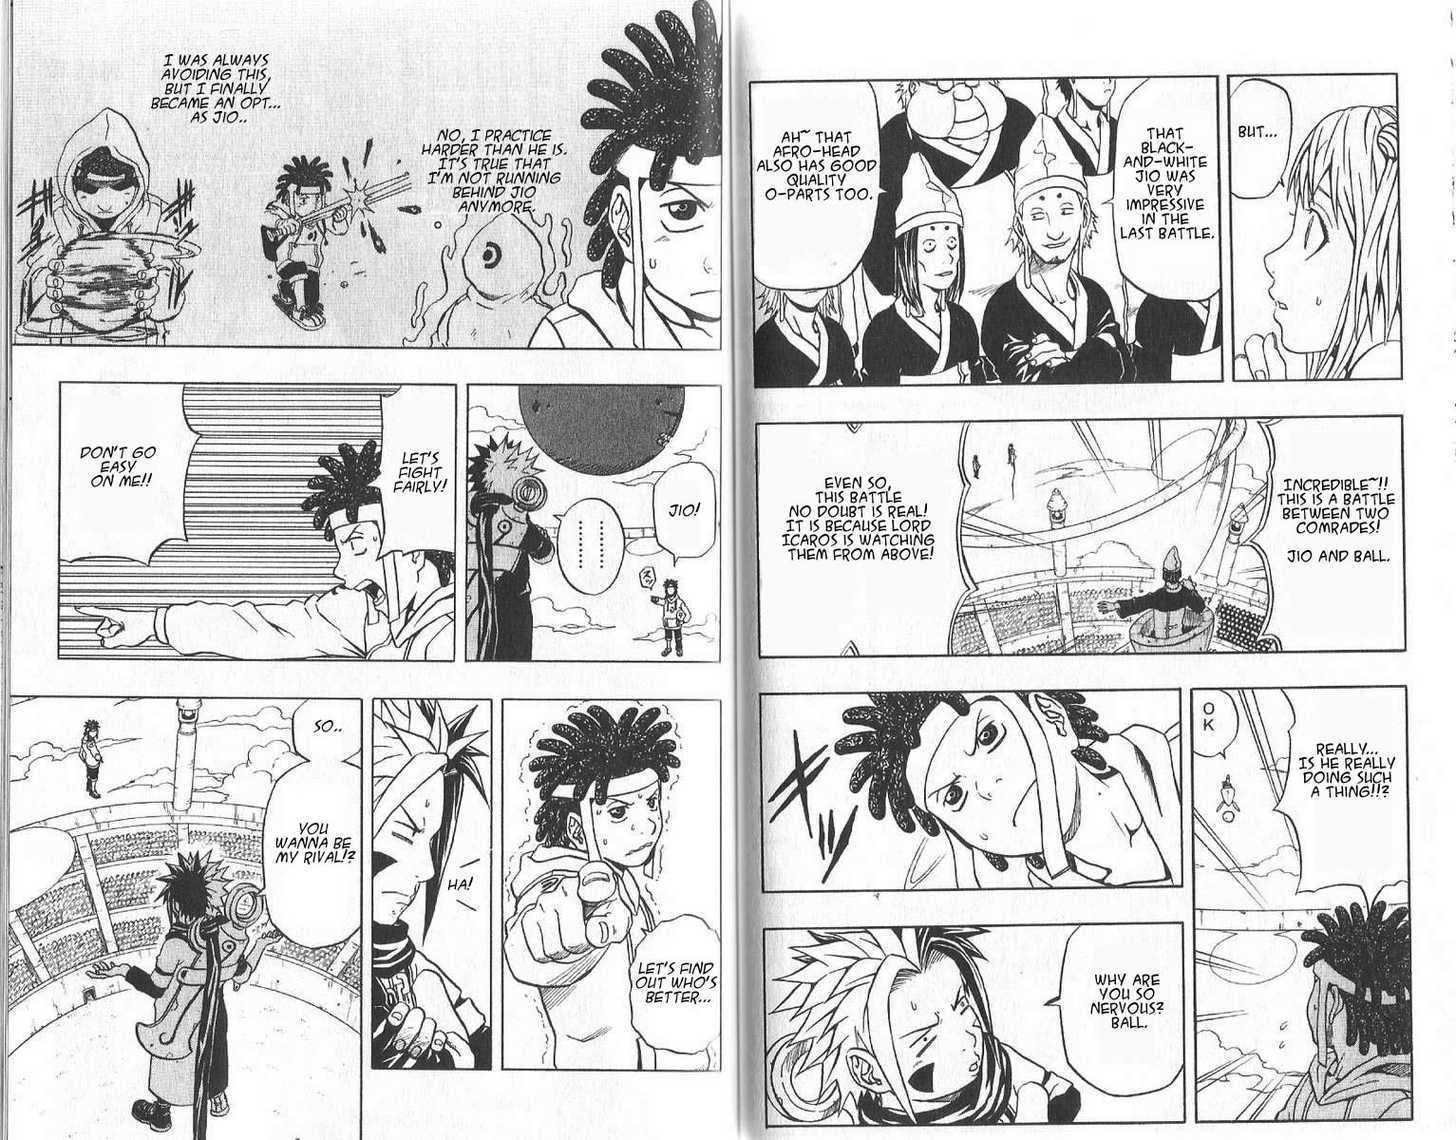 BUT...
THAT
BLACK-
AND-WHITE
JIO WAS
VERY
IMPRESSIVE
IN THE
LAST BATTLE.
AH~ THAT
AFRO-HEAD
ALSO HAS GOOD
QUALITY
O-PARTS TOO.
INCREDIBLE~!!
THIS IS A BATTLE
BETWEEN TWO
COMRADES!
JIO AND BALL.
EVEN SO,
THIS BATTLE
NO DOUBT IS REAL!
IT IS BECAUSE LORD
ICAROS IS WATCHING
THEM FROM ABOVE!
O
K
REALLY...
IS HE REALLY
DOING SUCH
A THING!!?
WHY ARE
YOU SO
NERVOUS?
BALL.
NO, I PRACTICE
HARDER THAN HE IS.
IT'S TRUE THAT
I'M NOT RUNNING
BEHIND JIO
ANYMORE.
I WAS ALWAYS
AVOIDING THIS,
BUT I FINALLY
BECAME AN OPT...
AS JIO..
JIO!
LET'S
FIGHT
FAIRLY!
DON'T GO
EASY
ON ME!!
LET'S FIND
OUT WHO'S
BETTER...
HA!
SO..
YOU
WANNA BE
MY RIVAL!?